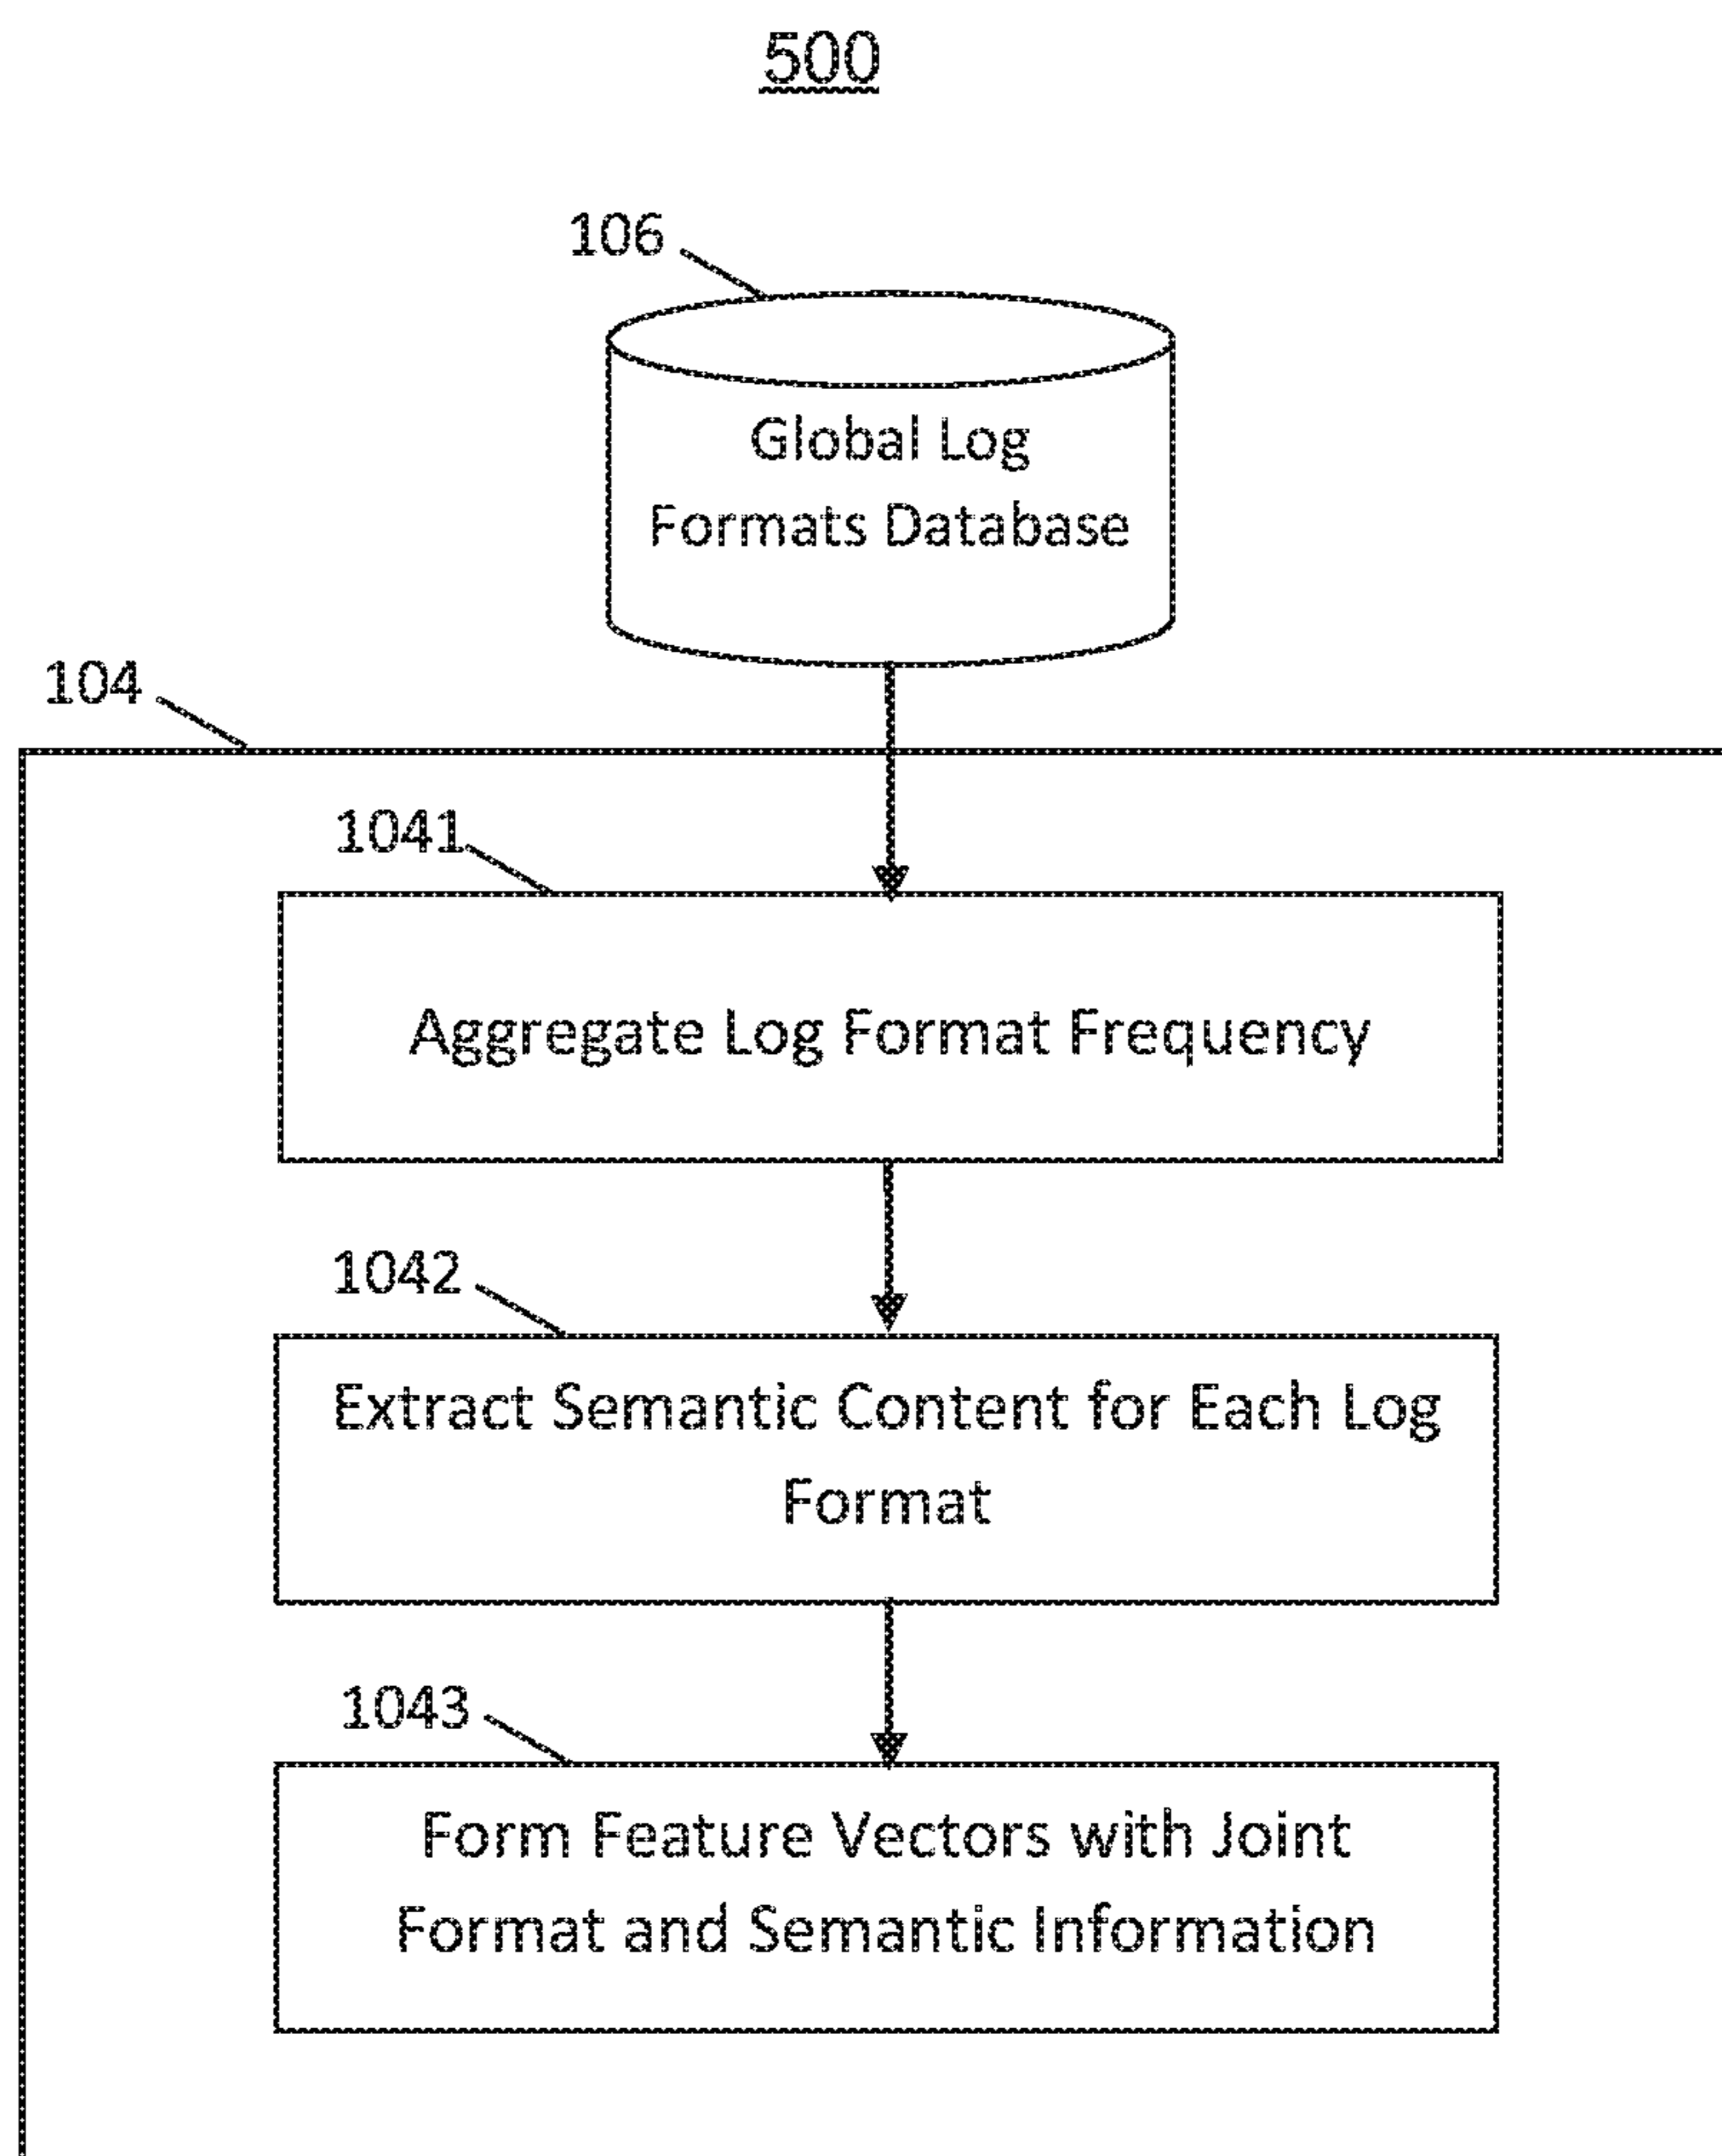 500
106
Global Log
Formats Database
104
1041
Aggregate Log Format Frequency
1042
Extract Semantic Content for Each Log
Format
1043
Form Feature Vectors with Joint
Format and Semantic Information